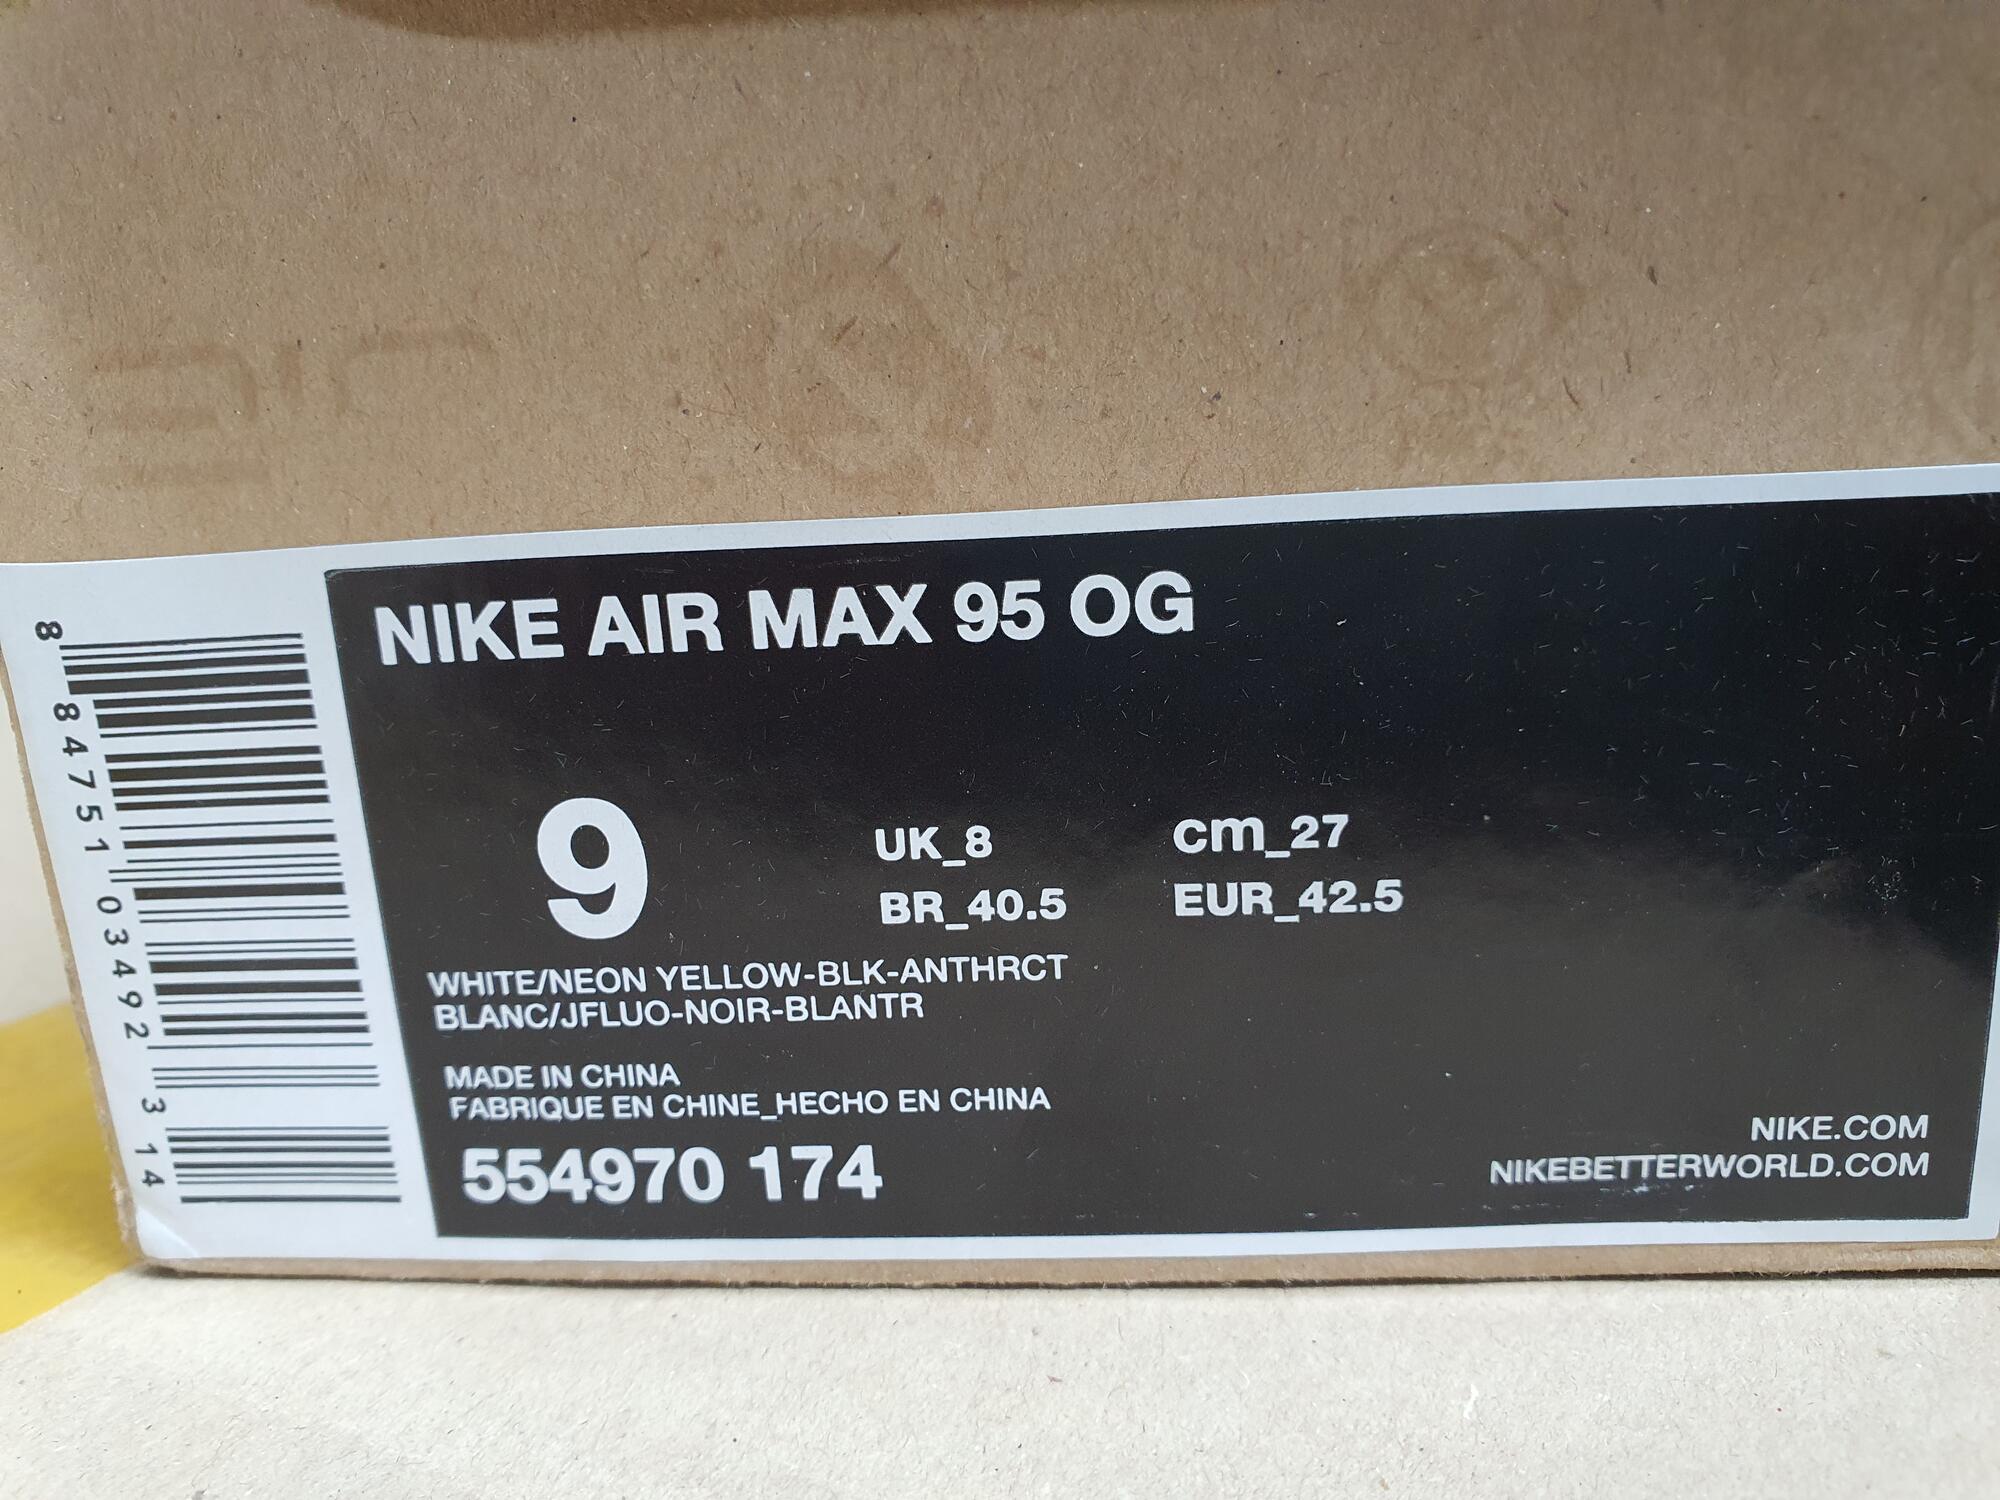 NIKE AIR MAX 95 OG
9
UK_8
cm_27
BR_40.5
EUR_42.5
WHITE/NEON YELLOW-BLK-ANTHRCT
BLANC/JFLUO-NOIR-BLANTR
MADE IN CHINA
FABRIQUE EN CHINE_HECHO EN CHINA
554970 174
NIKE.COM
NIKEBETTERWORLD.COM
8 84751 03492 3 14